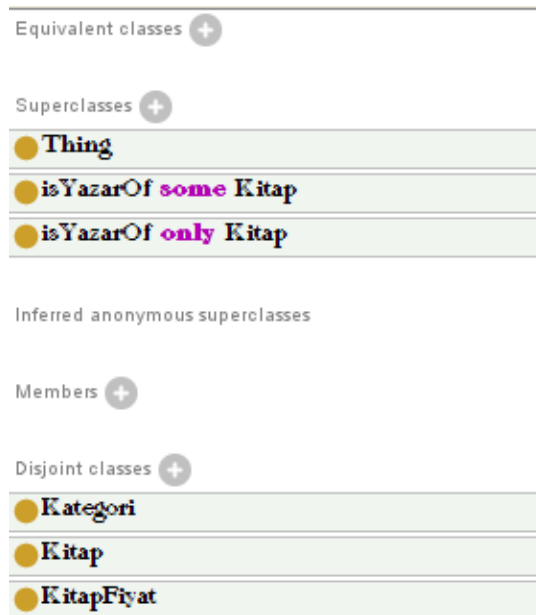 Equivalent classes
Superclasses
Thing
isYazarOf some Kitap
isYazarOf only Kitap
Inferred anonymous superclasses
Members
Disjoint classes
Kategori
Kitap
KitapFiyat